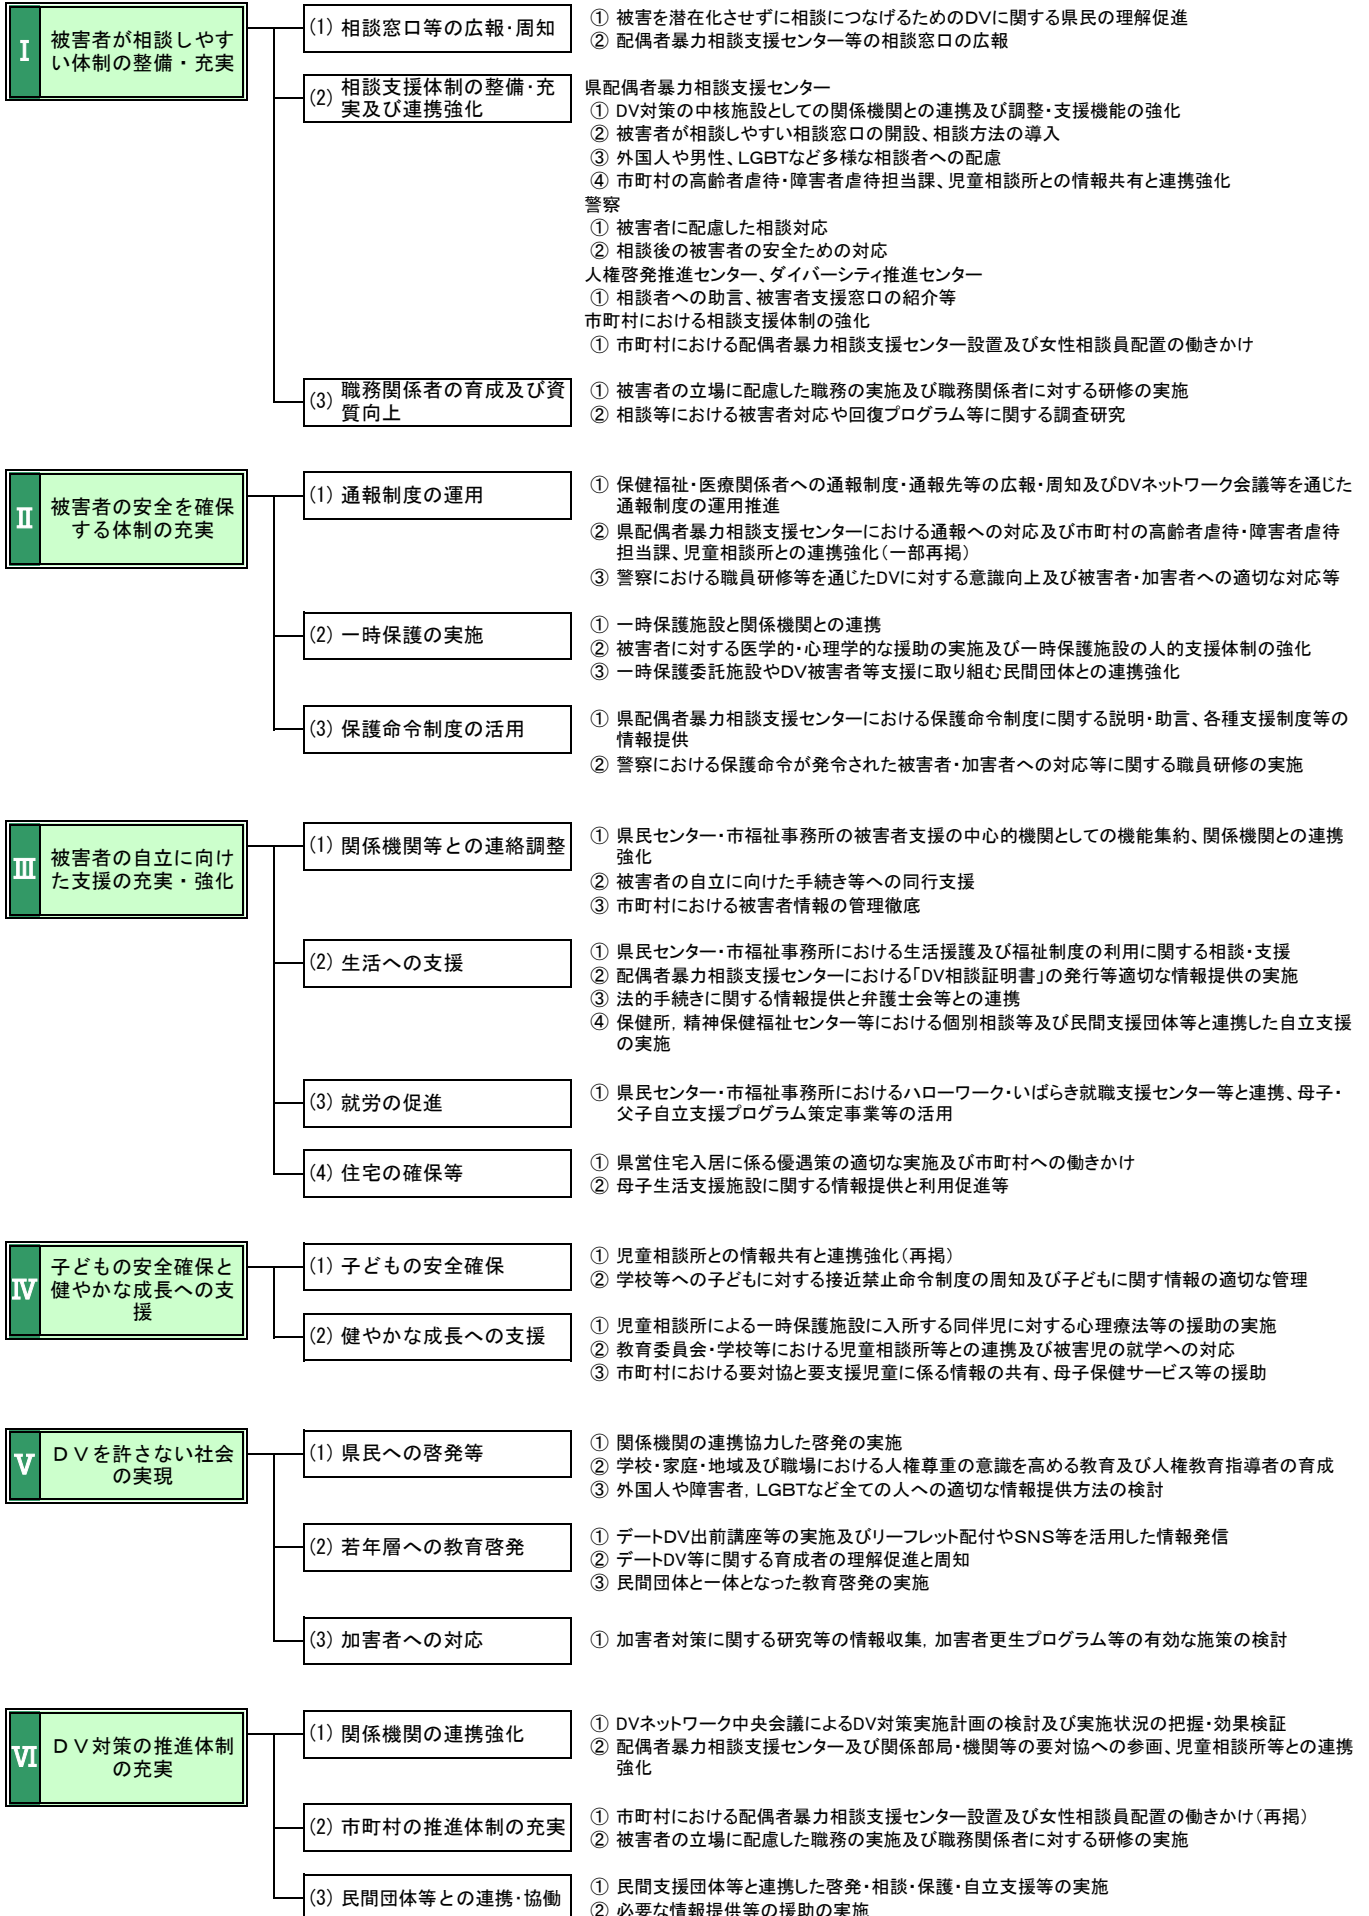 Ⅰ
被害者が相談しやす
い体制の整備・充実
(1) 相談窓口等の広報・周知
① 被害を潜在化させずに相談につなげるためのDVに関する県民の理解促進
② 配偶者暴力相談支援センター等の相談窓口の広報
(2) 相談支援体制の整備・充
実及び連携強化
県配偶者暴力相談支援センター
① DV対策の中核施設としての関係機関との連携及び調整・支援機能の強化
② 被害者が相談しやすい相談窓口の開設、相談方法の導入
③ 外国人や男性、LGBTなど多様な相談者への配慮
④ 市町村の高齢者虐待・障害者虐待担当課、児童相談所との情報共有と連携強化
警察
① 被害者に配慮した相談対応
② 相談後の被害者の安全ための対応
人権啓発推進センター、ダイバーシティ推進センター
① 相談者への助言、被害者支援窓口の紹介等
市町村における相談支援体制の強化
① 市町村における配偶者暴力相談支援センター設置及び女性相談員配置の働きかけ
(3) 職務関係者の育成及び資
質向上
① 被害者の立場に配慮した職務の実施及び職務関係者に対する研修の実施
② 相談等における被害者対応や回復プログラム等に関する調査研究
Ⅱ
被害者の安全を確保
する体制の充実
(1) 通報制度の運用
① 保健福祉・医療関係者への通報制度・通報先等の広報・周知及びDVネットワーク会議等を通じた
通報制度の運用推進
② 県配偶者暴力相談支援センターにおける通報への対応及び市町村の高齢者虐待・障害者虐待
担当課、児童相談所との連携強化（一部再掲）
③ 警察における職員研修等を通じたDVに対する意識向上及び被害者・加害者への適切な対応等
(2) 一時保護の実施
① 一時保護施設と関係機関との連携
② 被害者に対する医学的・心理学的な援助の実施及び一時保護施設の人的支援体制の強化
③ 一時保護委託施設やDV被害者等支援に取り組む民間団体との連携強化
(3) 保護命令制度の活用
① 県配偶者暴力相談支援センターにおける保護命令制度に関する説明・助言、各種支援制度等の
情報提供
② 警察における保護命令が発令された被害者・加害者への対応等に関する職員研修の実施
Ⅲ
被害者の自立に向け
た支援の充実・強化
(1) 関係機関等との連絡調整
① 県民センター・市福祉事務所の被害者支援の中心的機関としての機能集約、関係機関との連携
強化
② 被害者の自立に向けた手続き等への同行支援
③ 市町村における被害者情報の管理徹底
(2) 生活への支援
① 県民センター・市福祉事務所における生活援護及び福祉制度の利用に関する相談・支援
② 配偶者暴力相談支援センターにおける「DV相談証明書」の発行等適切な情報提供の実施
③ 法的手続きに関する情報提供と弁護士会等との連携
④ 保健所，精神保健福祉センター等における個別相談等及び民間支援団体等と連携した自立支援
の実施
(3) 就労の促進
① 県民センター・市福祉事務所におけるハローワーク・いばらき就職支援センター等と連携、母子・
父子自立支援プログラム策定事業等の活用
(4) 住宅の確保等
① 県営住宅入居に係る優遇策の適切な実施及び市町村への働きかけ
② 母子生活支援施設に関する情報提供と利用促進等
Ⅳ
子どもの安全確保と
健やかな成長への支
援
(1) 子どもの安全確保
① 児童相談所との情報共有と連携強化（再掲）
② 学校等への子どもに対する接近禁止命令制度の周知及び子どもに関す情報の適切な管理
(2) 健やかな成長への支援
① 児童相談所による一時保護施設に入所する同伴児に対する心理療法等の援助の実施
② 教育委員会・学校等における児童相談所等との連携及び被害児の就学への対応
③ 市町村における要対協と要支援児童に係る情報の共有、母子保健サービス等の援助
Ⅴ
ＤＶを許さない社会
の実現
(1) 県民への啓発等
① 関係機関の連携協力した啓発の実施
② 学校・家庭・地域及び職場における人権尊重の意識を高める教育及び人権教育指導者の育成
③ 外国人や障害者，LGBTなど全ての人への適切な情報提供方法の検討
(2) 若年層への教育啓発
① デートDV出前講座等の実施及びリーフレット配付やSNS等を活用した情報発信
② デートDV等に関する育成者の理解促進と周知
③ 民間団体と一体となった教育啓発の実施
(3) 加害者への対応
① 加害者対策に関する研究等の情報収集，加害者更生プログラム等の有効な施策の検討
Ⅵ
ＤＶ対策の推進体制
の充実
(1) 関係機関の連携強化
① DVネットワーク中央会議によるDV対策実施計画の検討及び実施状況の把握・効果検証
② 配偶者暴力相談支援センター及び関係部局・機関等の要対協への参画、児童相談所等との連携
強化
(2) 市町村の推進体制の充実
① 市町村における配偶者暴力相談支援センター設置及び女性相談員配置の働きかけ（再掲）
② 被害者の立場に配慮した職務の実施及び職務関係者に対する研修の実施
(3) 民間団体等との連携・協働
① 民間支援団体等と連携した啓発・相談・保護・自立支援等の実施
② 必要な情報提供等の援助の実施